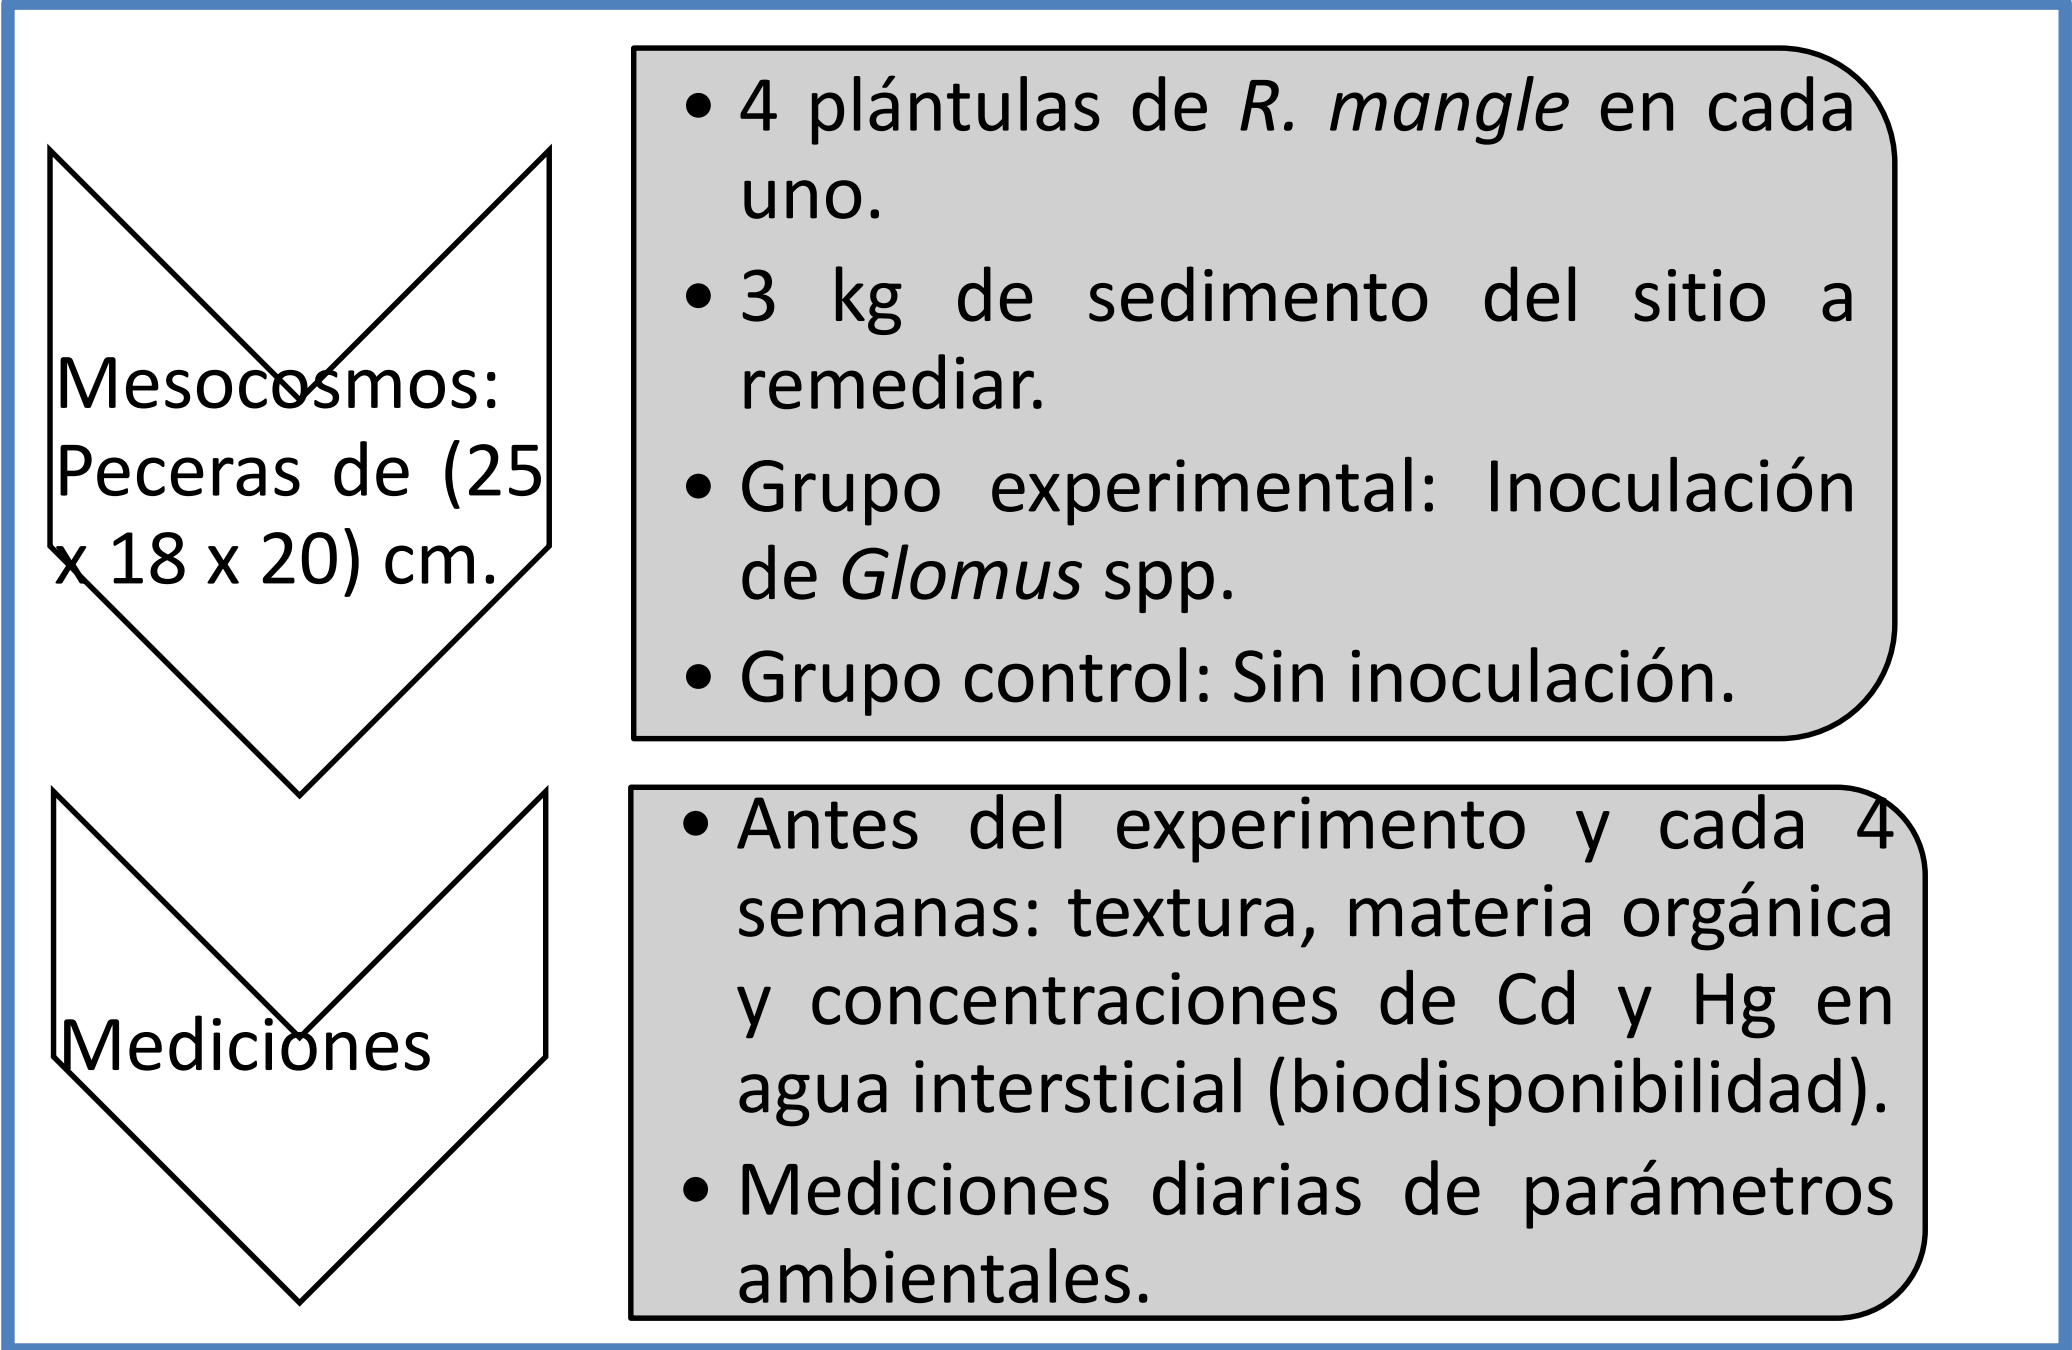 Mesocosmos:
Peceras de (25
x 18 x 20) cm.
• 4 plántulas de R. mangle en cada
uno.
• 3 kg de sedimento del sitio a
remediar.
• Grupo experimental: Inoculación
de Glomus spp.
• Grupo control: Sin inoculación.
Mediciones
• Antes del experimento y cada 4
semanas: textura, materia orgánica
y concentraciones de Cd y Hg en
agua intersticial (biodisponibilidad).
• Mediciones diarias de parámetros
ambientales.